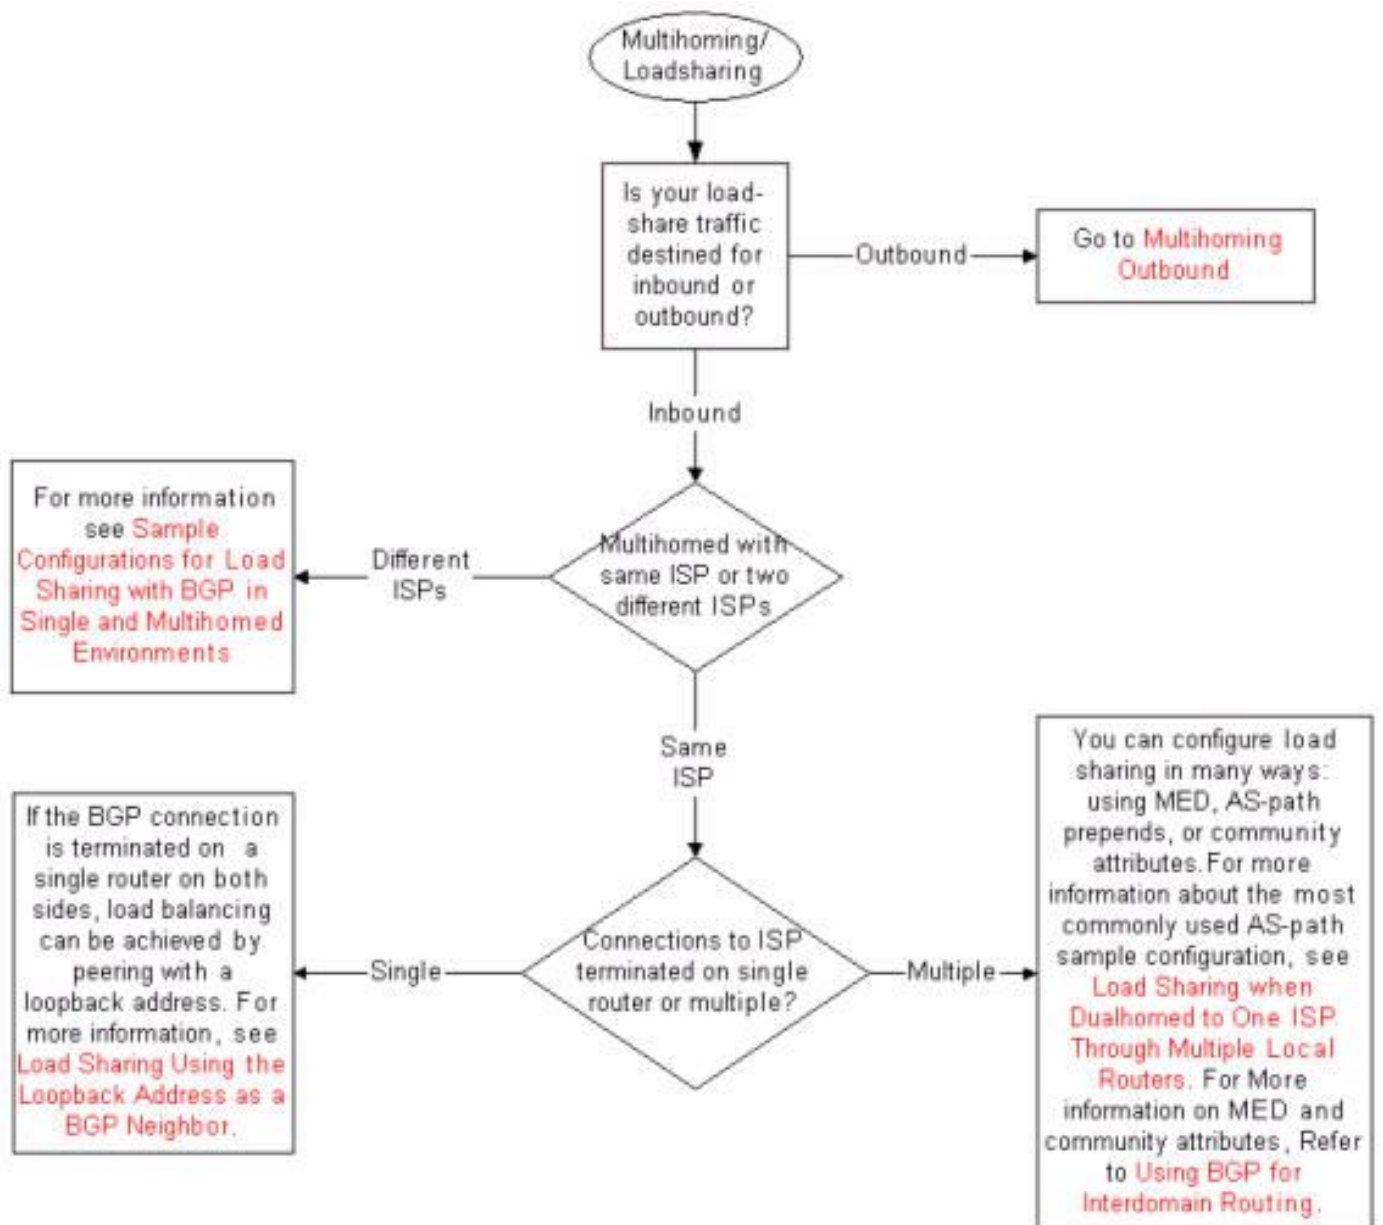 Multihoming/
Loadsharing
Is your load-
share traffic
destined for
inbound or
outbound?
Outbound
Go to Multihoming
Outbound
Inbound
For more information
see Sample
Configurations for Load
Sharing with BGP in
Single and Multihomed
Environments
Different
ISPs
Multihomed with
same ISP or two
different ISPs
Same
ISP
If the BGP connection
is terminated on a
single router on both
sides, load balancing
can be achieved by
peering with a
loopback address. For
more information, see
Load Sharing Using the
Loopback Address as a
BGP Neighbor.
Single
Connections to ISP
terminated on single
router or multiple?
Multiple
You can configure load
sharing in many ways:
using MED, AS-path
prepends, or community
attributes.For more
information about the most
commonly used AS-path
sample configuration, see
Load Sharing when
Dualhomed to One ISP
Through Multiple Local
Routers. For More
information on MED and
community attributes, Refer
to Using BGP for
Interdomain Routing.